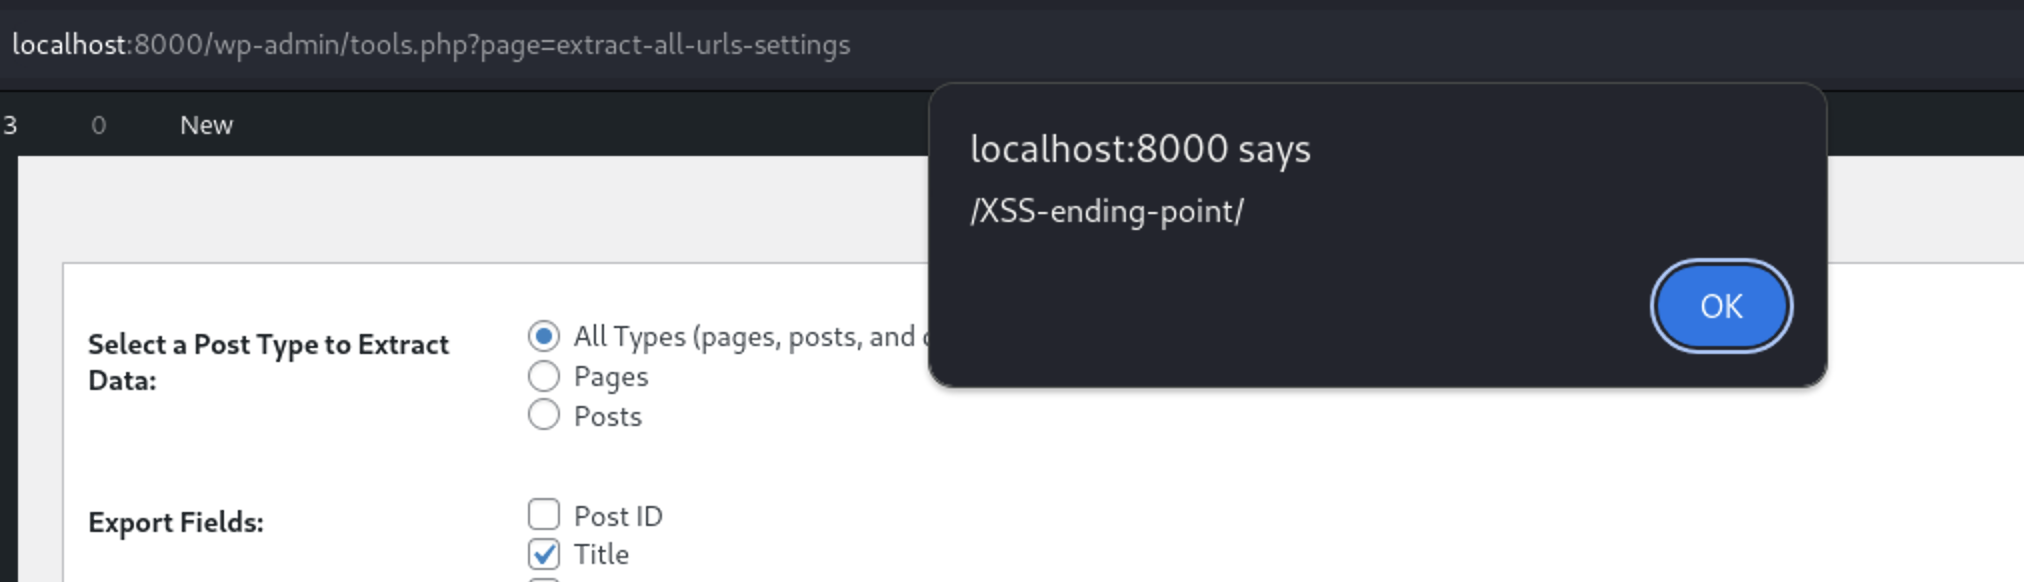 localhost:8000/wp-admin/tools.php?page=extract-all-urls-settings
3 0 New
localhost:8000 says
/XSS-ending-point/
OK
Select a Post Type to Extract
Data:
All Types (pages, posts, and
Pages
Posts
Export Fields:
Post ID
Title